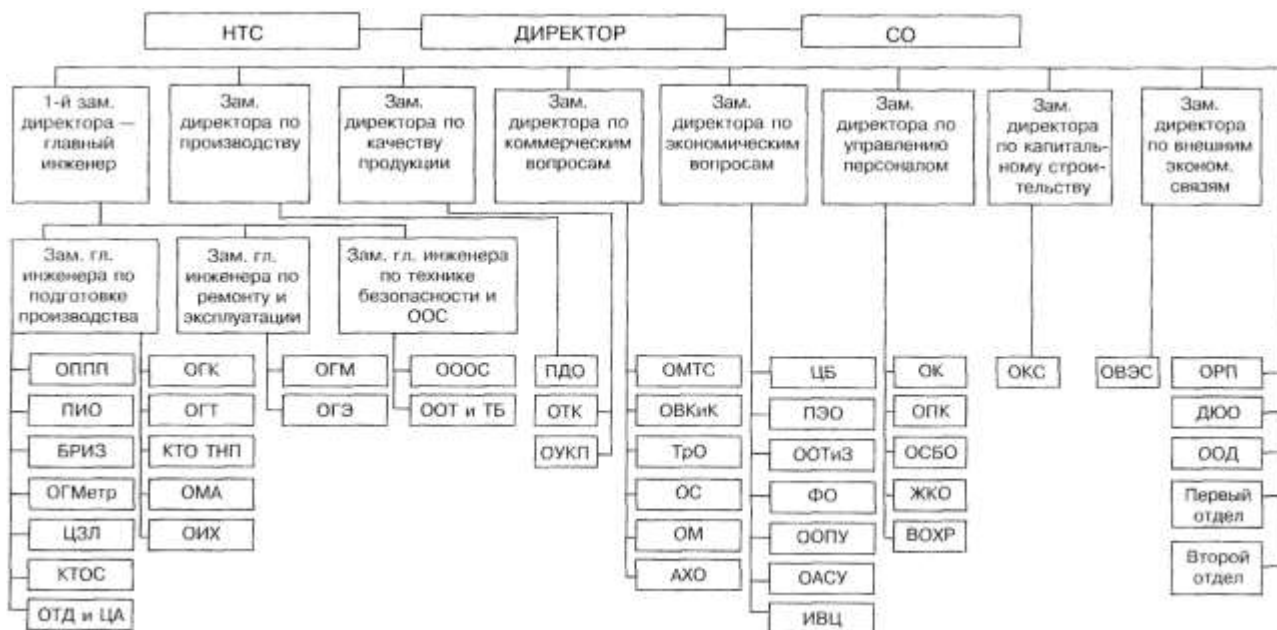 НТС
ДИРЕКТОР
СО
1-й зам.
директора —
главный
инженер
Зам.
директора по
производству
Зам.
директора по
качеству
продукции
Зам.
директора по
коммерческим
вопросам
Зам.
директора по
экономическим
вопросам
Зам.
директора по
управлению
персоналом
Зам.
директора
по капиталь-
ному строи-
тельству
Зам.
директора
по внешним
эконом.
связям
Зам. гл.
инженера по
подготовке
производства
Зам. гл.
инженера по
ремонту и
эксплуатации
Зам. гл. инженера
по технике
безопасности и
ООС
ОППП
ПИО
БРИЗ
ОГМетр
ЦЗЛ
КТОС
ОТД и ЦА
ОГК
ОГТ
КТО ТНП
ОМА
ОИХ
ОГМ
ОГЭ
ОООС
ООТ и ТБ
ПДО
ОТК
ОУКП
ОМТС
ОВКиК
ТрО
ОС
ОМ
АХО
ЦБ
ПЭО
ООТиЗ
ФО
ООПУ
ОАСУ
ИВЦ
ОК
ОПК
ОСБО
ЖКО
ВОХР
ОКС
ОВЭС
ОРП
ДЮО
ООД
Первый
отдел
Второй
отдел